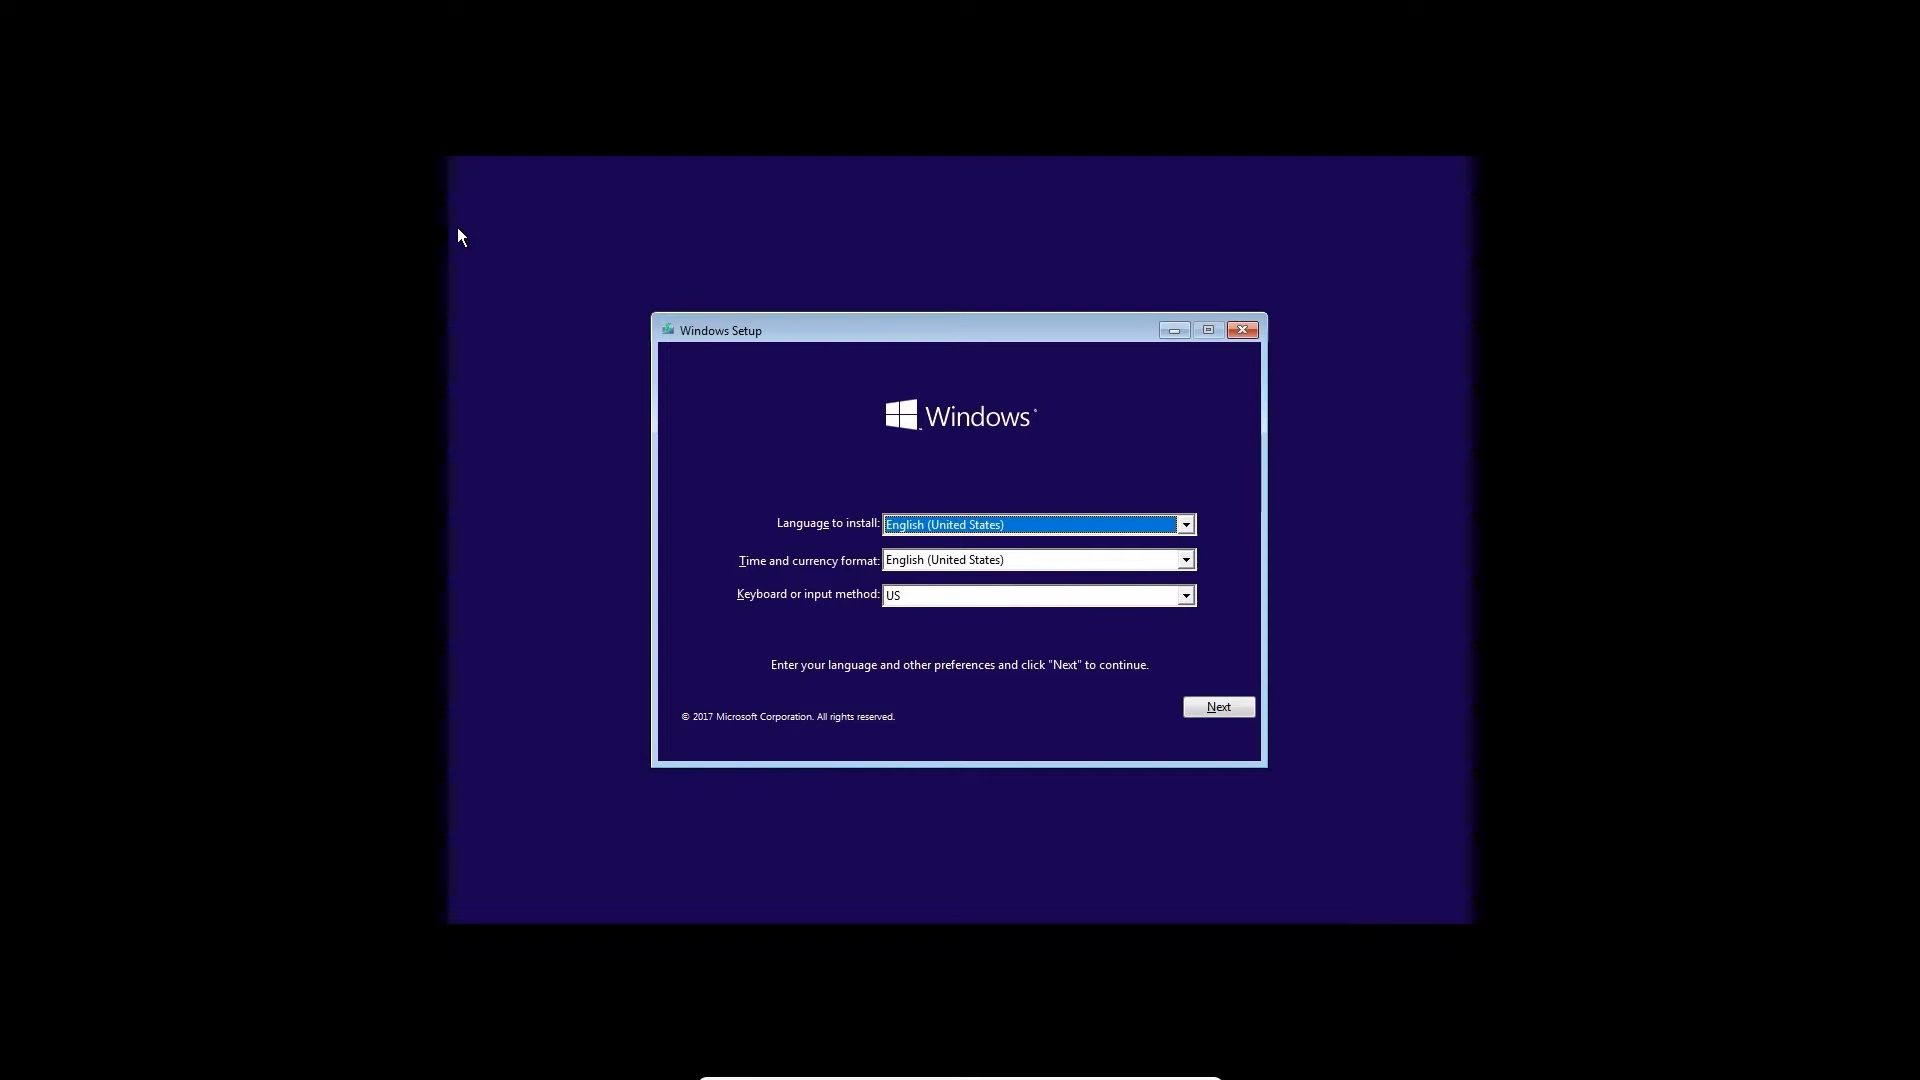 Windows Setup
Windows
Language to install: English (United States)
Time and currency format: English (United States)
Keyboard or input method: US
Enter your language and other preferences and click "Next" to continue.
Next
© 2017 Microsoft Corporation. All rights reserved.